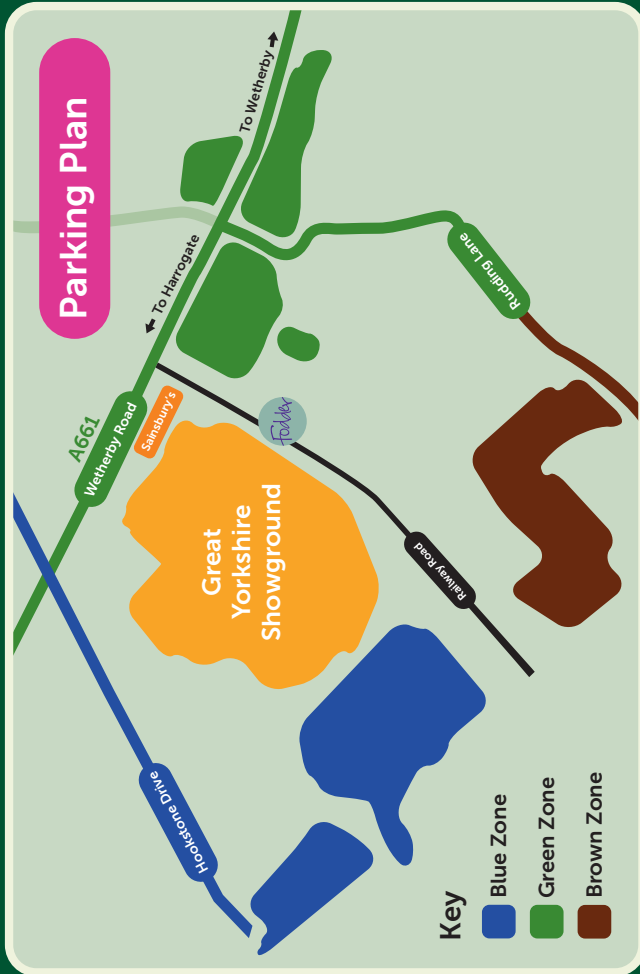 Parking Plan
To Wetherby
To Harrogate
A661
Wetherby Road
Sainsbury's
Fodder
Rudding Lane
Great
Yorkshire
Showground
Railway Road
Hookstone Drive
Key
Blue Zone
Green Zone
Brown Zone